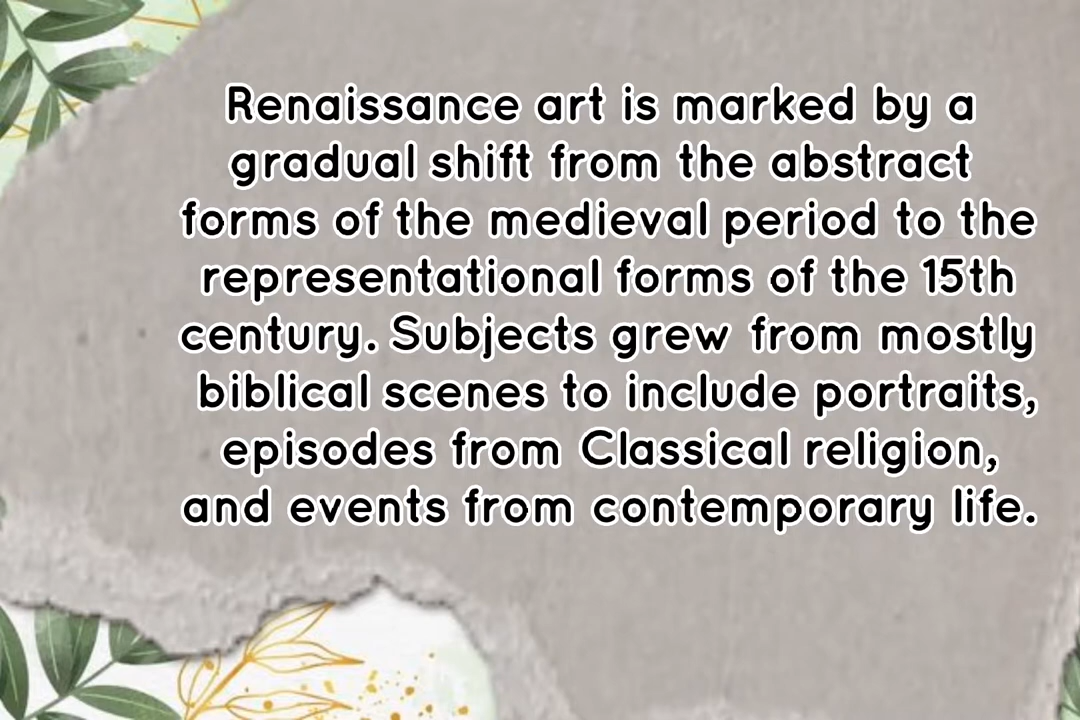 Renaissance art is marked by a
gradual shift from the abstract
forms of the medieval period to the
representational forms of the 15th
century. Subjects grew from mostly
biblical scenes to include portraits,
episodes from Classical religion,
and events from contemporary life.